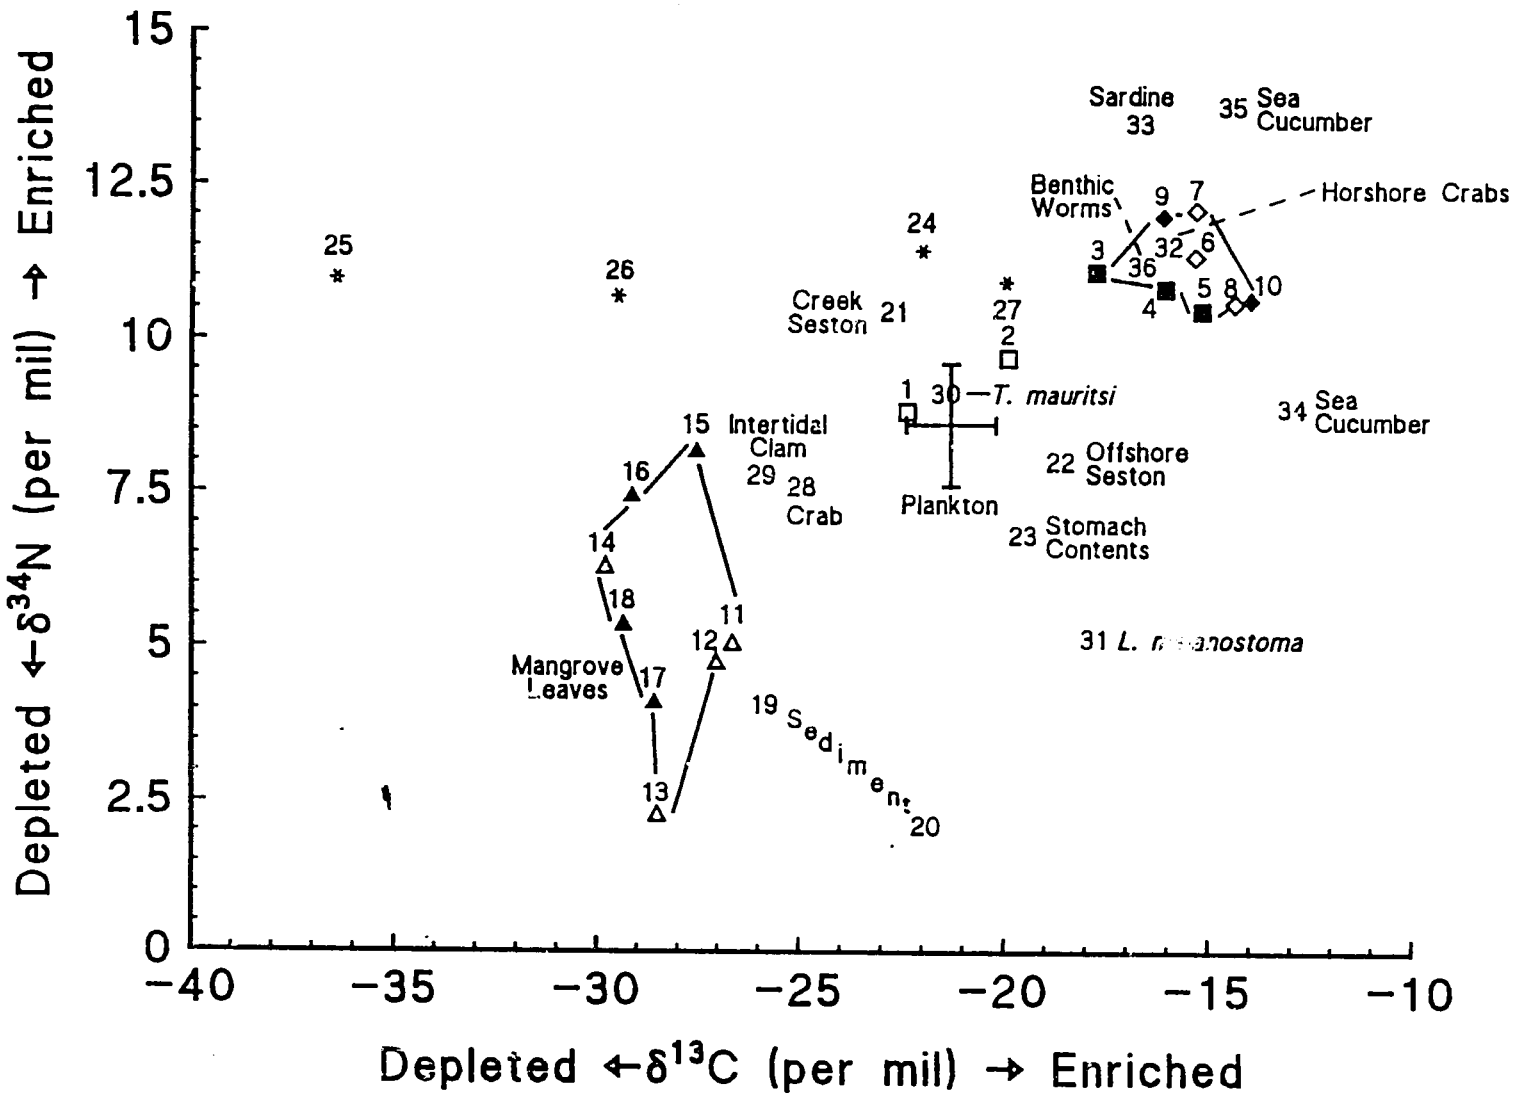 15
12.5
10
7.5
5
2.5
0
Depleted ←δ³⁴N (per mil) → Enriched
Sardine
33
35 Sea
Cucumber
Benthic
Worms
Horshore Crabs
9
7
3
32
6
36
4
5
8
10
25
26
24
Creek
Seston 21
27
2
1
30 — T. mauritsi
34 Sea
Cucumber
15
Intertidal
Clam
29
28
Crab
16
22 Offshore
Seston
Plankton
23 Stomach
Contents
14
18
11
12
31 L.
Mangrove
Leaves
17
19 Sediment
20
13
-40
-35
-30
-25
-20
-15
-10
Depleted ←δ¹³C (per mil) → Enriched